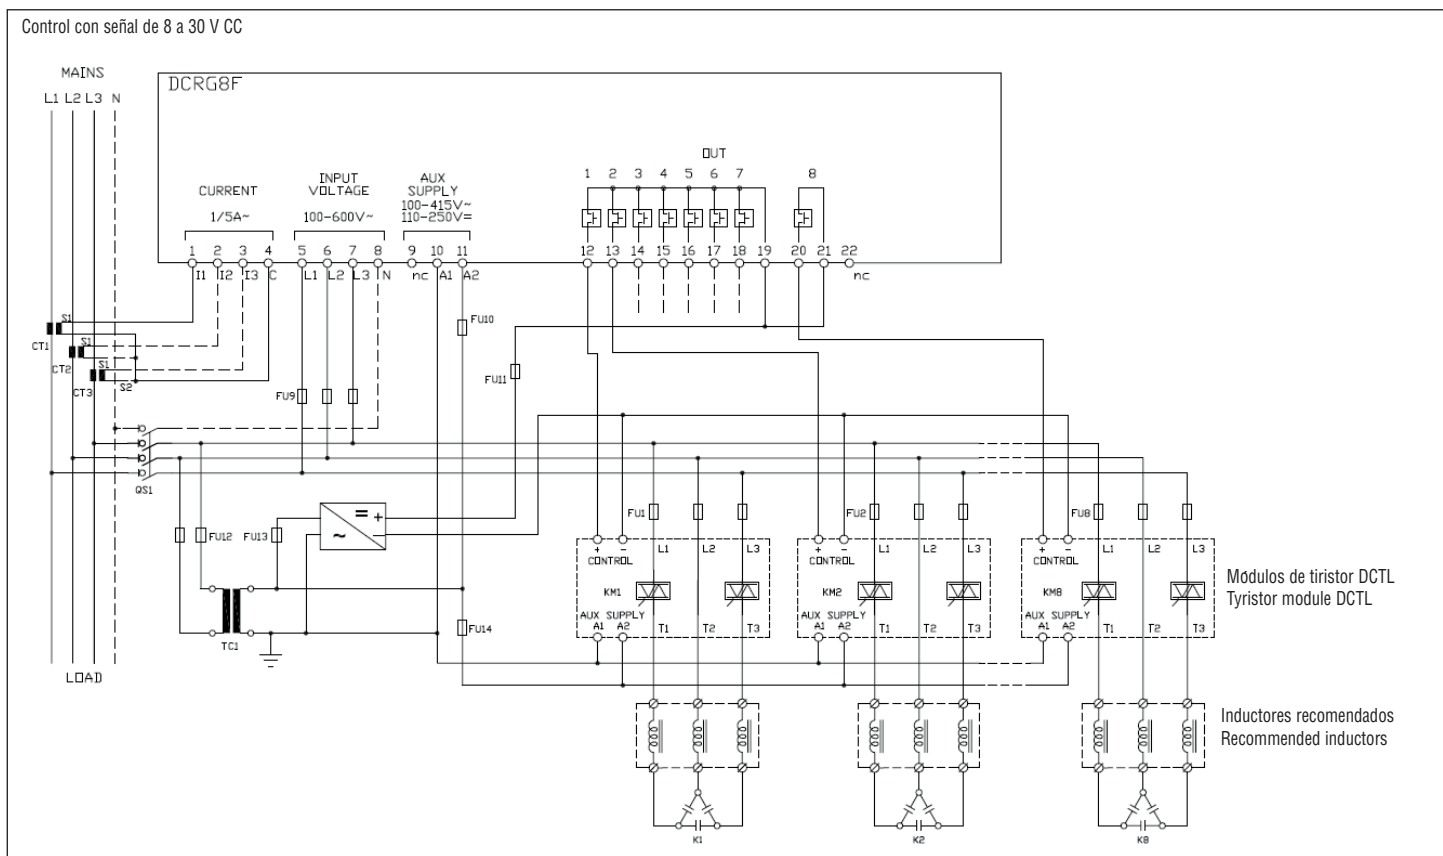 Control con señal de 8 a 30 V CC
MAINS
L1 L2 L3 N
DCRG8F
CURRENT
1/5A~
INPUT
VOLTAGE
100-600V~
AUX
SUPPLY
100-415V~
110-250V=
OUT
1 2 3 4 5 6 7 8
1 2 3 4 5 6 7 8 9 10 11 12 13 14 15 16 17 18 19 20 21 22
I1 I2 I3 C L1 L2 L3 N nc A1 A2 nc
S1
CT1
S1
CT2
S1
CT3
S2
FU10
FU11
FU9
QS1
FU12 FU13
= +
~ –
FU14
TC1
LOAD
FU1 FU2 FU8
+ – L1 L2 L3
CONTROL
KM1
AUX SUPPLY
A1 A2 T1 T2 T3
+ – L1 L2 L3
CONTROL
KM2
AUX SUPPLY
A1 A2 T1 T2 T3
+ – L1 L2 L3
CONTROL
KM8
AUX SUPPLY
A1 A2 T1 T2 T3
Módulos de tiristor DCTL
Tyristor module DCTL
Inductores recomendados
Recommended inductors
K1 K2 K8